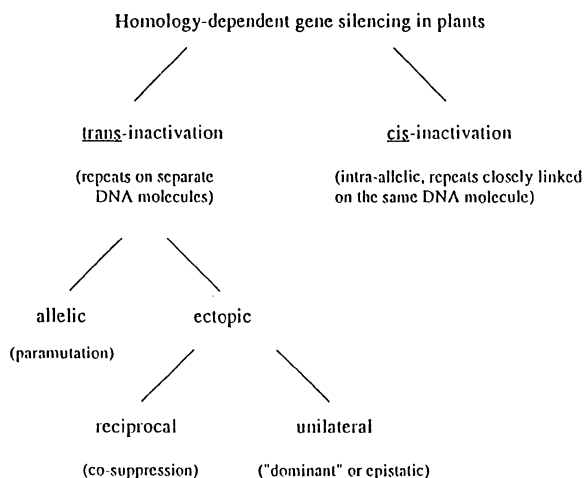 Homology-dependent gene silencing in plants
trans-inactivation
cis-inactivation
(repeats on separate
DNA molecules)
(intra-allelic, repeats closely linked
on the same DNA molecule)
allelic
ectopic
(paramutation)
reciprocal
unilateral
(co-suppression)
("dominant" or epistatic)